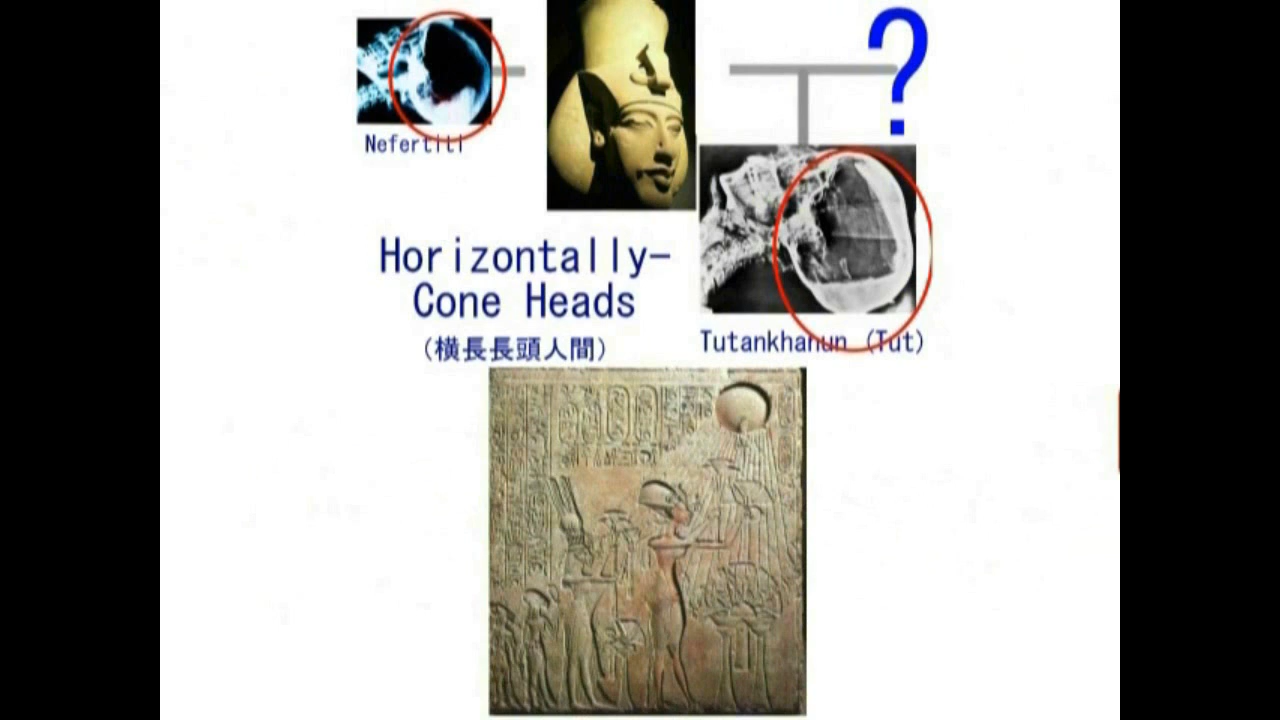 ?
Nefertiti
Horizontally-
Cone Heads
(横長長頭人間)
Tutankhanun (Tut)